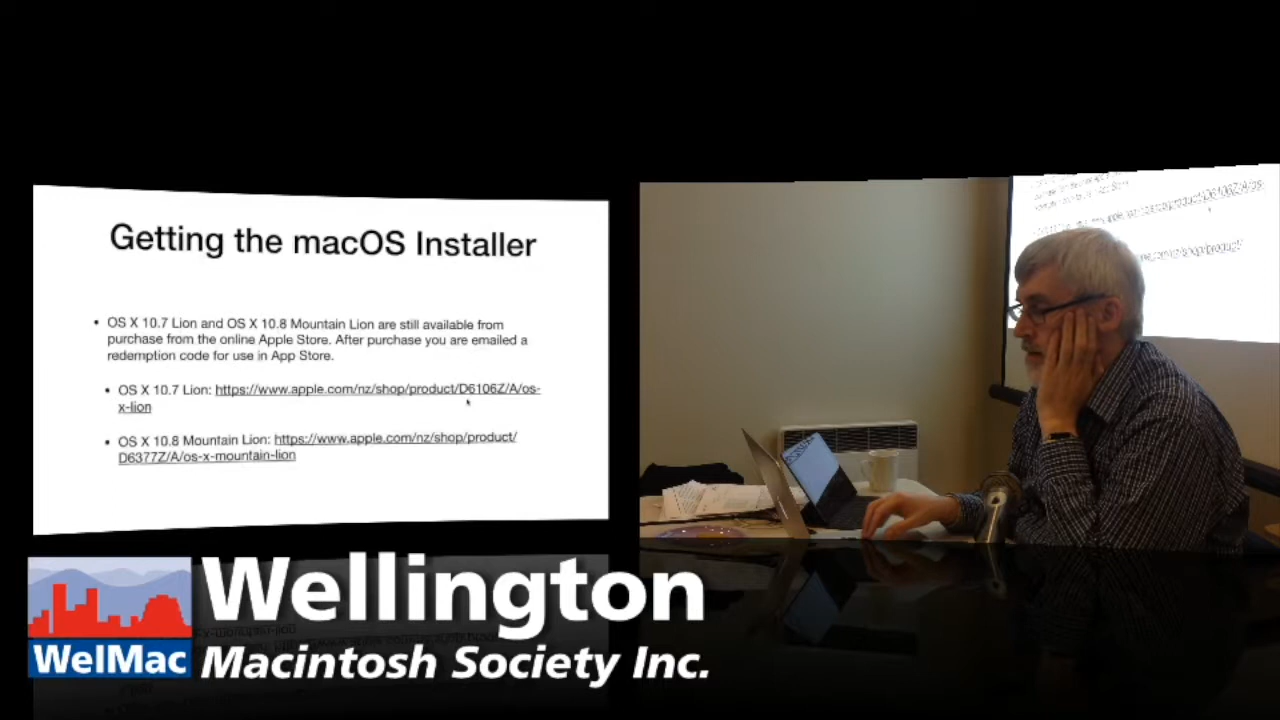 Getting the macOS Installer
• OS X 10.7 Lion and OS X 10.8 Mountain Lion are still available from
purchase from the online Apple Store. After purchase you are emailed a
redemption code for use in App Store.
• OS X 10.7 Lion: https://www.apple.com/nz/shop/product/D6106Z/A/os-
x-lion
• OS X 10.8 Mountain Lion: https://www.apple.com/nz/shop/product/
D6377Z/A/os-x-mountain-lion
WelMac
Wellington
Macintosh Society Inc.